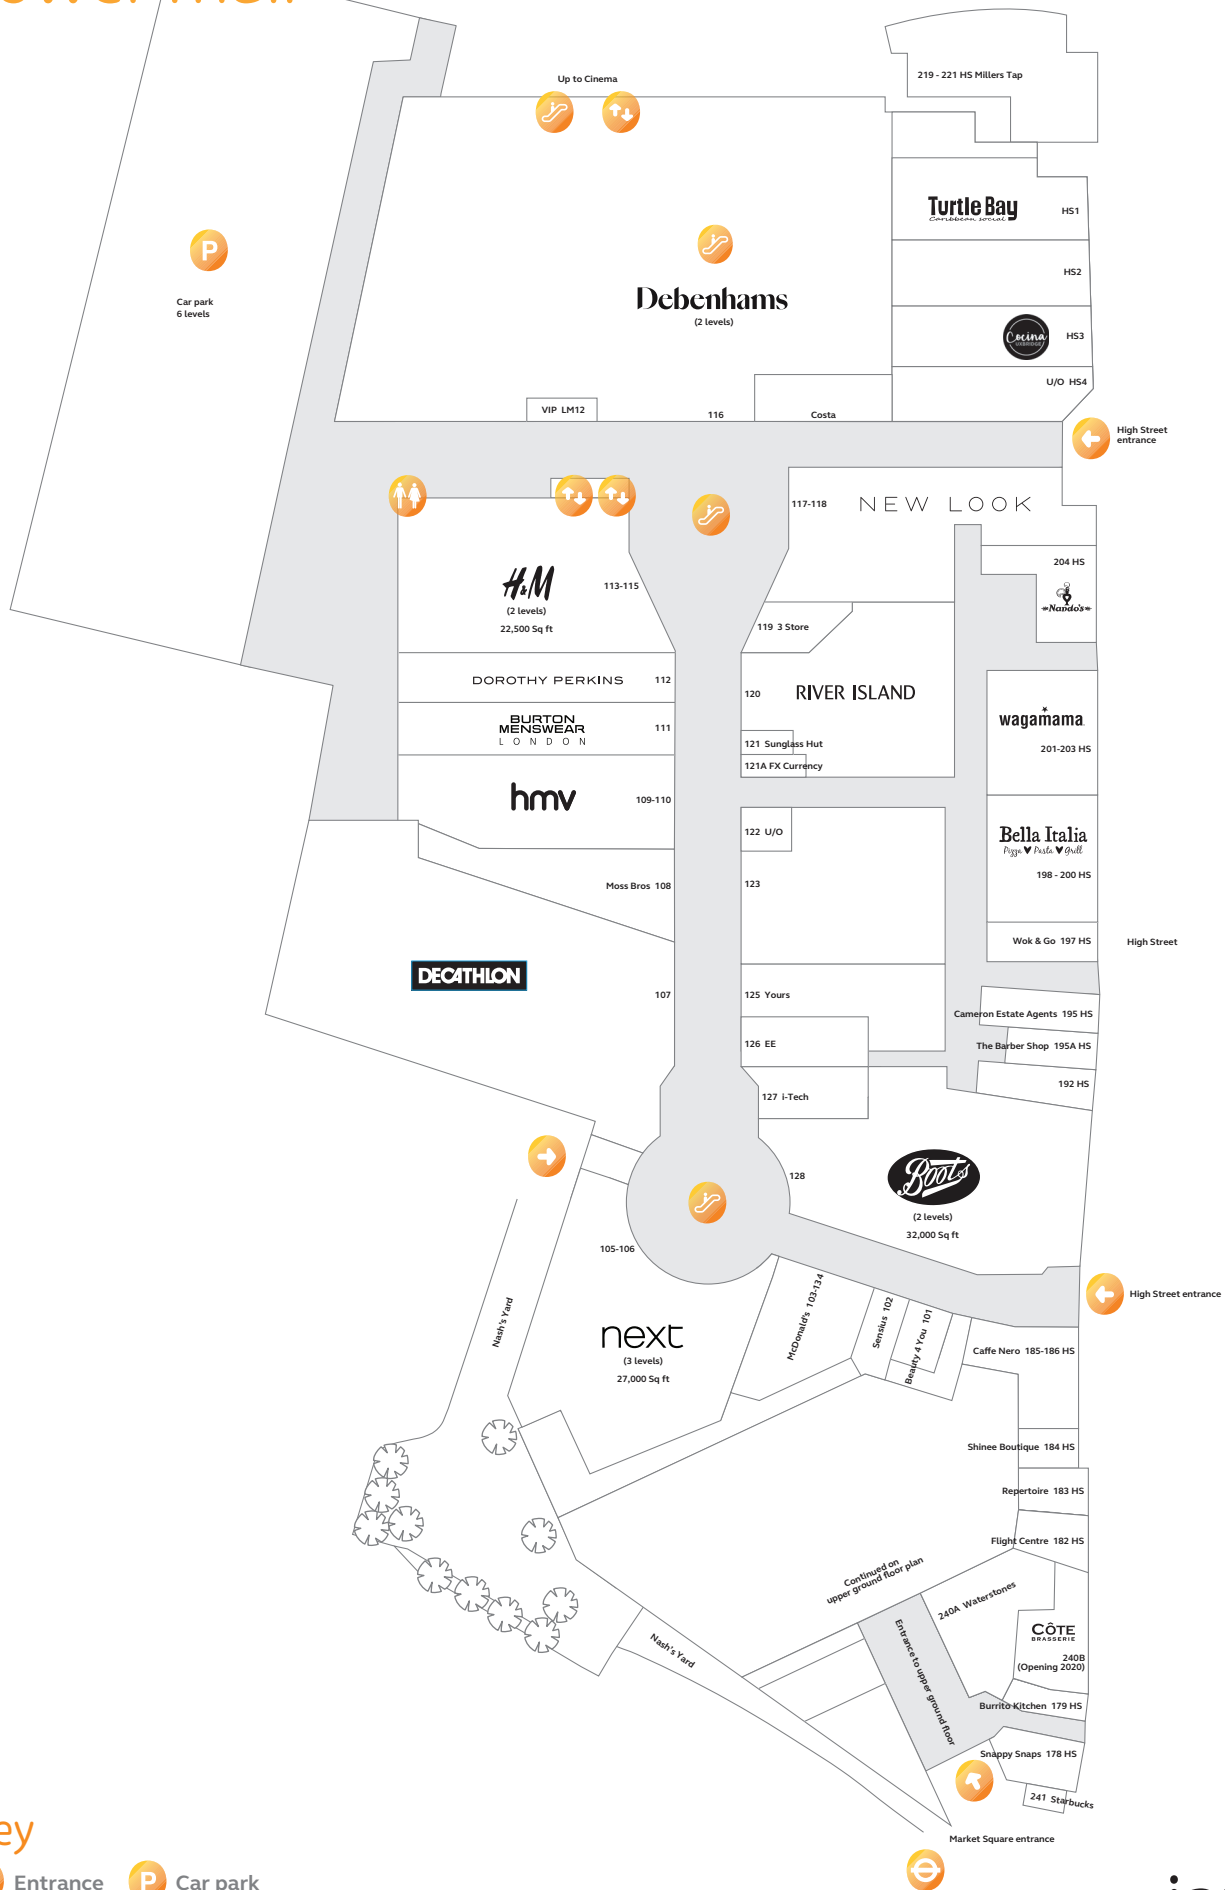 Up to Cinema
219 - 221 HS Millers Tap
Turtle Bay
Caribbean social
HS1
HS2
P
Car park
6 levels
Debenhams
(2 levels)
Cocina
UXBRIDGE
HS3
U/O HS4
VIP LM12
116
Costa
High Street
entrance
117-118
NEW LOOK
204 HS
Nando's
H&M
(2 levels)
22,500 Sq ft
113-115
119 3 Store
DOROTHY PERKINS
112
120
RIVER ISLAND
wagamama
201-203 HS
BURTON
MENSWEAR
LONDON
111
121 Sunglass Hut
121A FX Currency
hmv
109-110
122 U/O
Bella Italia
Pizza ♥ Pasta ♥ Grill
198 - 200 HS
Moss Bros 108
123
Wok & Go 197 HS
High Street
DECATHLON
107
125 Yours
Cameron Estate Agents 195 HS
126 EE
The Barber Shop 195A HS
192 HS
127 i-Tech
128
Boots
(2 levels)
32,000 Sq ft
105-106
next
(3 levels)
27,000 Sq ft
Nash's Yard
McDonald's 103-134
Sensius 102
Beauty 4 You 101
High Street entrance
Caffe Nero 185-186 HS
Shinee Boutique 184 HS
Repertoire 183 HS
Flight Centre 182 HS
Continued on
upper ground floor plan
240A Waterstones
CÔTE
BRASSERIE
240B
(Opening 2020)
Entrance to upper ground floor
Nash's Yard
Burrito Kitchen 179 HS
Snappy Snaps 178 HS
241 Starbucks
Market Square entrance
ey
Entrance
P
Car park